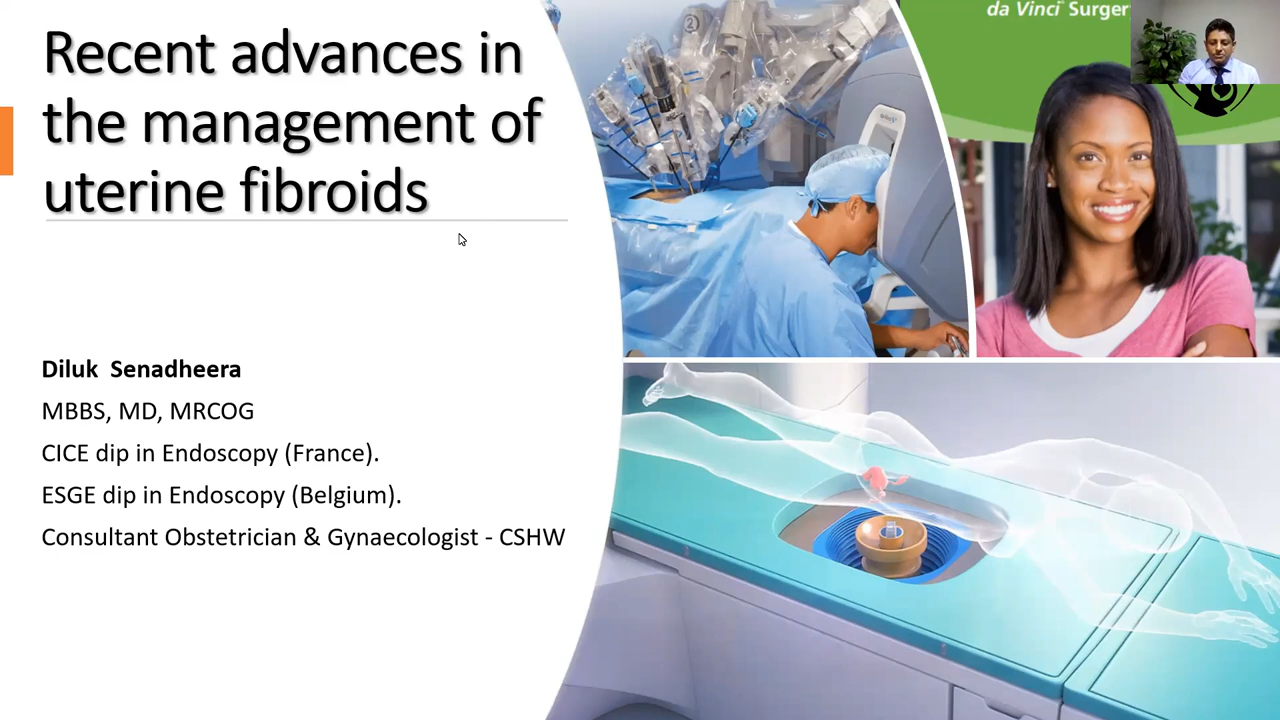 Recent advances in
the management of
uterine fibroids
Diluk Senadheera
MBBS, MD, MRCOG
CICE dip in Endoscopy (France).
ESGE dip in Endoscopy (Belgium).
Consultant Obstetrician & Gynaecologist - CSHW
da Vinci Surger